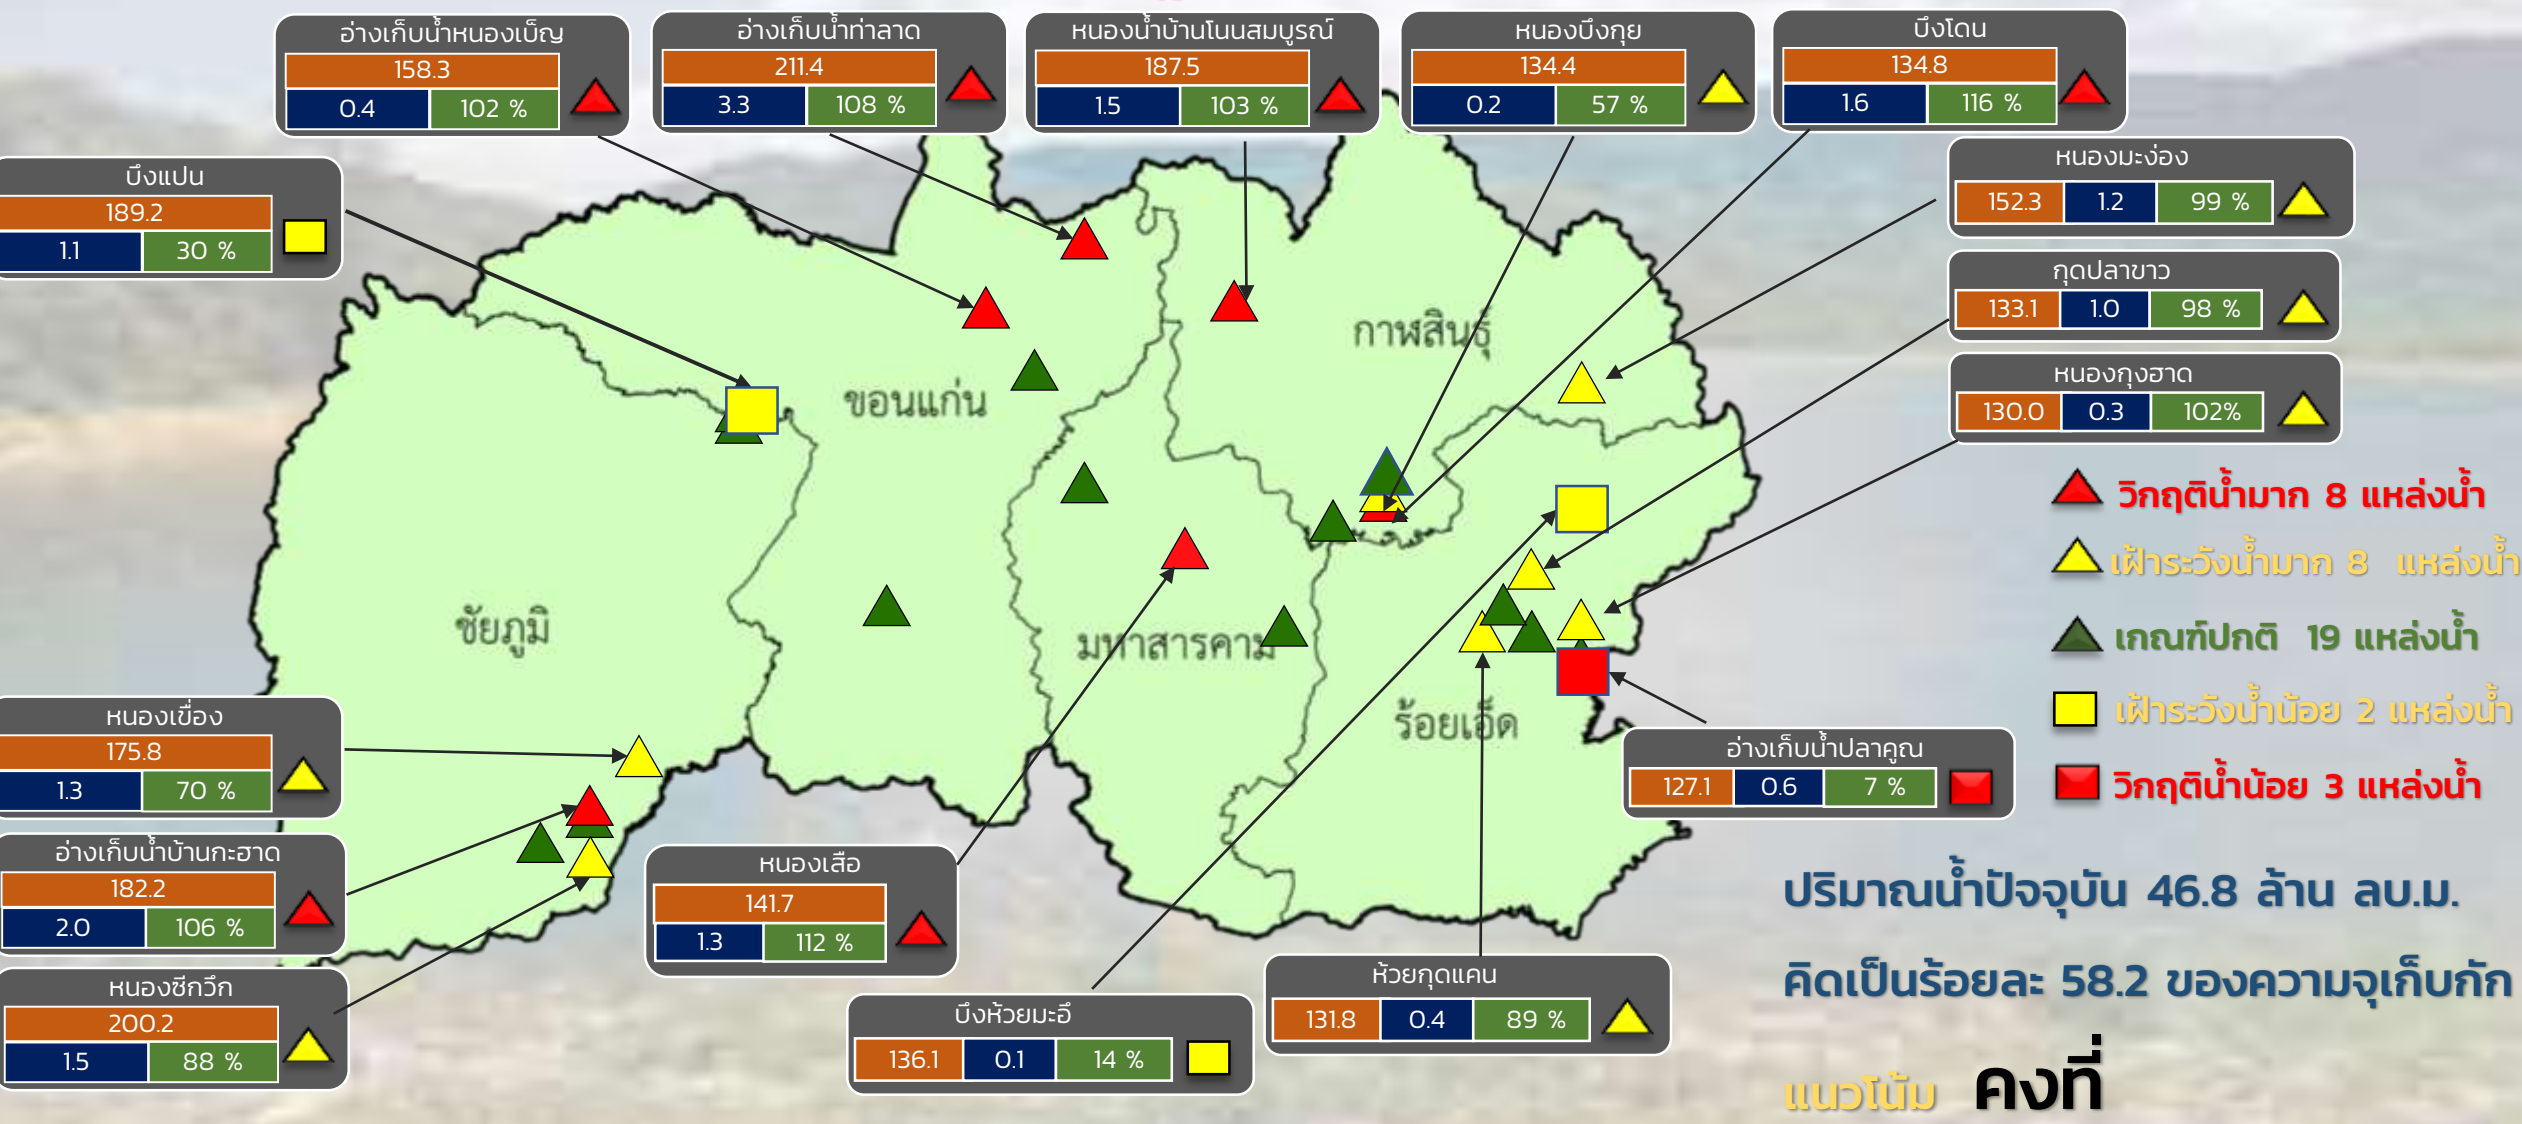 อ่างเก็บน้ำหนองเบ็ญ
158.3
0.4 102 %
อ่างเก็บน้ำท่าลาด
211.4
3.3 108 %
หนองน้ำบ้านโนนสมบูรณ์
187.5
1.5 103 %
หนองบึงกุย
134.4
0.2 57 %
บึงโดน
134.8
1.6 116 %
บึงแปน
189.2
1.1 30 %
หนองมะง่อง
152.3 1.2 99 %
กุดปลาขาว
133.1 1.0 98 %
หนองกุงฮาด
130.0 0.3 102%
กาฬสินธุ์
ขอนแก่น
ชัยภูมิ
มหาสารคาม
ร้อยเอ็ด
วิกฤติน้ำมาก 8 แหล่งน้ำ
เฝ้าระวังน้ำมาก 8 แหล่งน้ำ
เกณฑ์ปกติ 19 แหล่งน้ำ
เฝ้าระวังน้ำน้อย 2 แหล่งน้ำ
วิกฤติน้ำน้อย 3 แหล่งน้ำ
หนองเขื่อง
175.8
1.3 70 %
อ่างเก็บน้ำบ้านกะฮาด
182.2
2.0 106 %
หนองซีกวึก
200.2
1.5 88 %
หนองเสือ
141.7
1.3 112 %
บึงห้วยมะอึ
136.1 0.1 14 %
ห้วยกุดแคน
131.8 0.4 89 %
อ่างเก็บน้ำปลาคูณ
127.1 0.6 7 %
ปริมาณน้ำปัจจุบัน 46.8 ล้าน ลบ.ม.
คิดเป็นร้อยละ 58.2 ของความจุเก็บกัก
แนวโน้ม คงที่